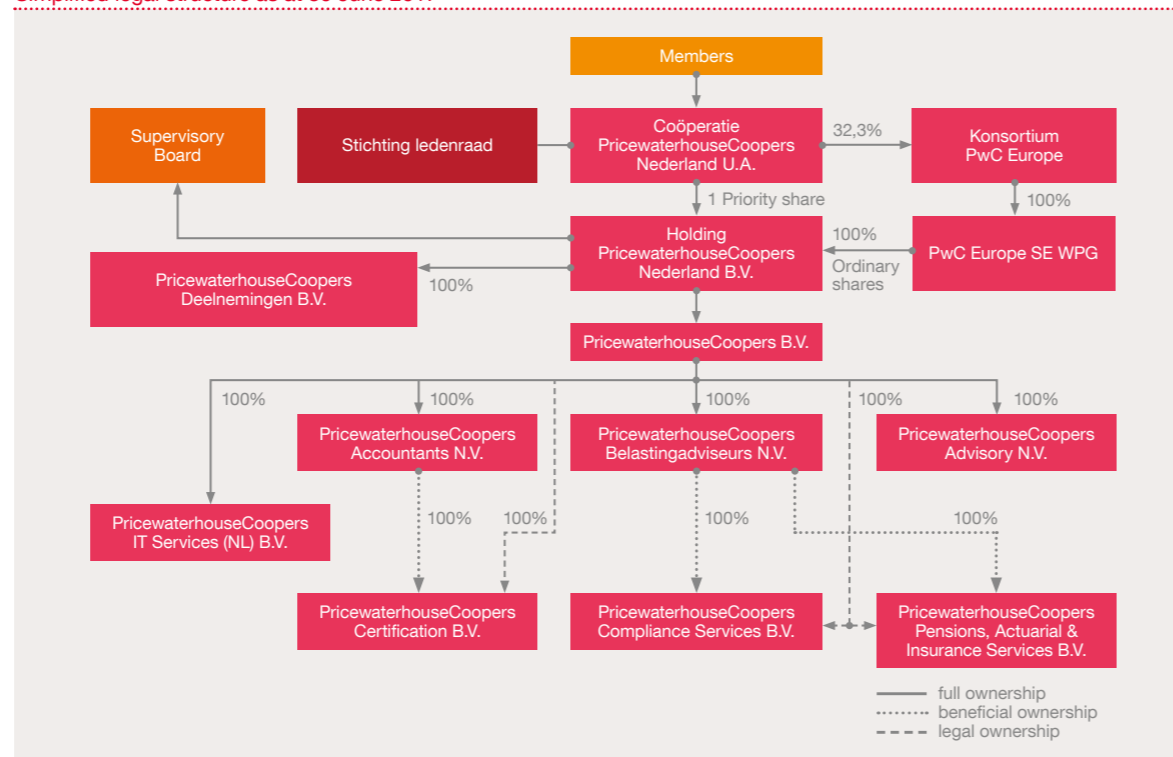 Members
Supervisory
Board
Stichting ledenraad
Coöperatie
PricewaterhouseCoopers
Nederland U.A.
32,3%
Konsortium
PwC Europe
1 Priority share
100%
Holding
PricewaterhouseCoopers
Nederland B.V.
100%
Ordinary
shares
PwC Europe SE WPG
PricewaterhouseCoopers
Deelnemingen B.V.
100%
PricewaterhouseCoopers B.V.
100%
100%
100%
100%
100%
PricewaterhouseCoopers
Accountants N.V.
PricewaterhouseCoopers
Belastingadviseurs N.V.
PricewaterhouseCoopers
Advisory N.V.
PricewaterhouseCoopers
IT Services (NL) B.V.
100%
100%
100%
100%
PricewaterhouseCoopers
Certification B.V.
PricewaterhouseCoopers
Compliance Services B.V.
PricewaterhouseCoopers
Pensions, Actuarial &
Insurance Services B.V.
full ownership
beneficial ownership
legal ownership